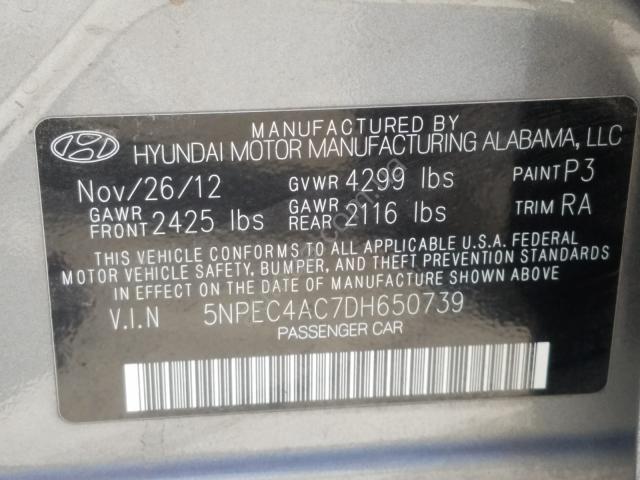 MANUFACTURED BY
HYUNDAI MOTOR MANUFACTURING ALABAMA, LLC
Nov/26/12 GVWR 4299 lbs PAINT P3
GAWR FRONT 2425 lbs GAWR REAR 2116 lbs TRIM RA
THIS VEHICLE CONFORMS TO ALL APPLICABLE U.S.A. FEDERAL
MOTOR VEHICLE SAFETY, BUMPER, AND THEFT PREVENTION STANDARDS
IN EFFECT ON THE DATE OF MANUFACTURE SHOWN ABOVE
V.I.N 5NPEC4AC7DH650739
PASSENGER CAR